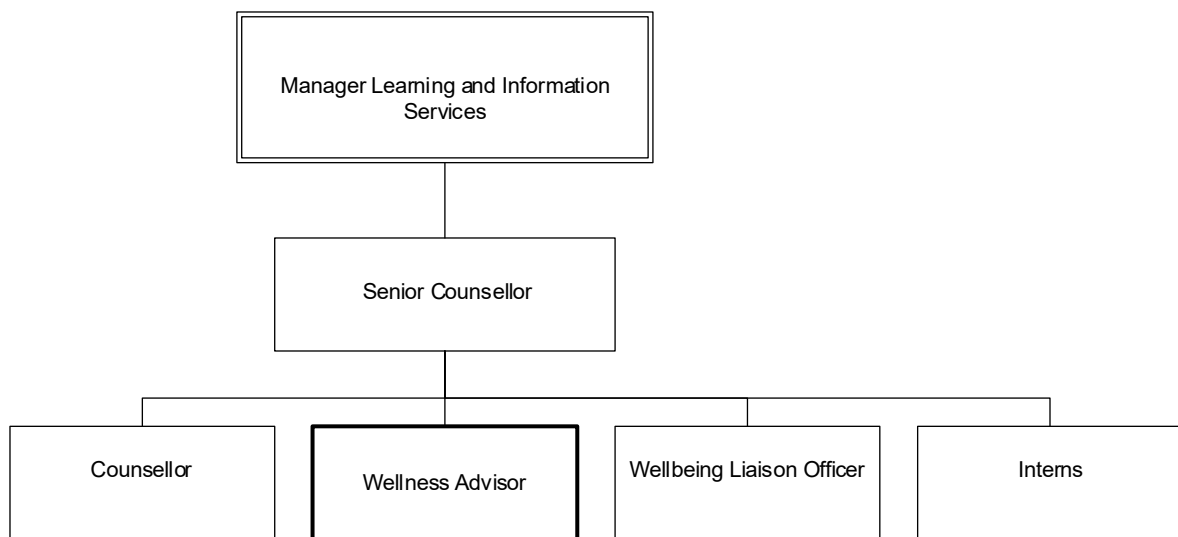 Manager Learning and Information
Services
Senior Counsellor
Counsellor
Wellness Advisor
Wellbeing Liaison Officer
Interns